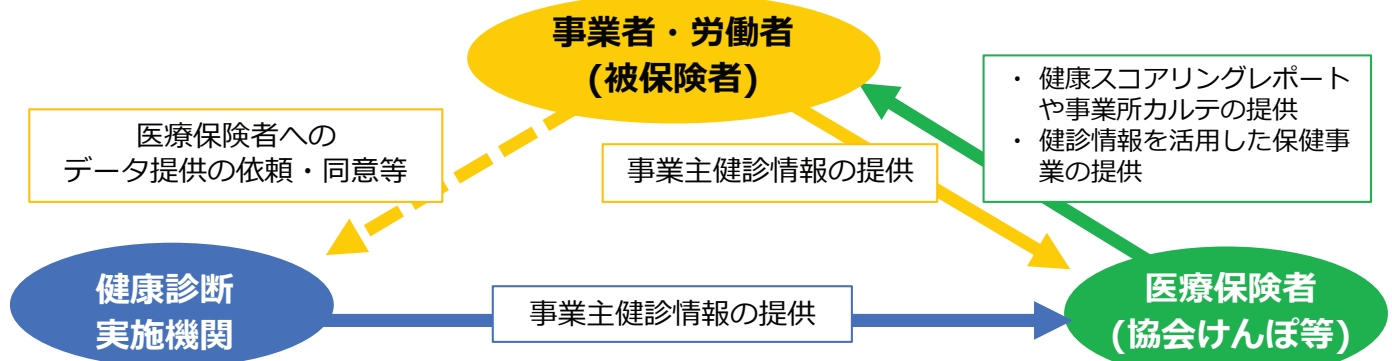 事業者・労働者
(被保険者)
・ 健康スコアリングレポート
や事業所カルテの提供
・ 健診情報を活用した保健事
業の提供
医療保険者への
データ提供の依頼・同意等
事業主健診情報の提供
健康診断
実施機関
事業主健診情報の提供
医療保険者
(協会けんぽ等)